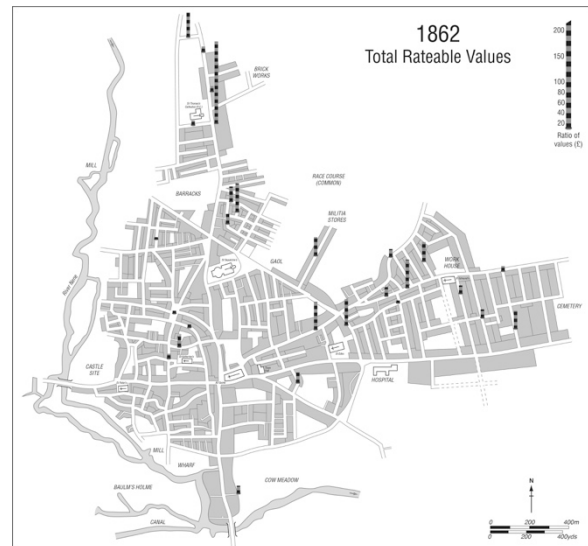 1862
Total Rateable Values
200
150
100
80
60
40
20
Ratio of
values (£)
BRICK
WORKS
MILL
RACE COURSE
(COMMON)
BARRACKS
MILITIA
STORES
GAOL
WORK
HOUSE
River Nene
CEMETERY
CASTLE
SITE
HOSPITAL
MILL
WHARF
COW MEADOW
BAULM'S HOLME
CANAL
N
0 200 400m
0 200 400yds